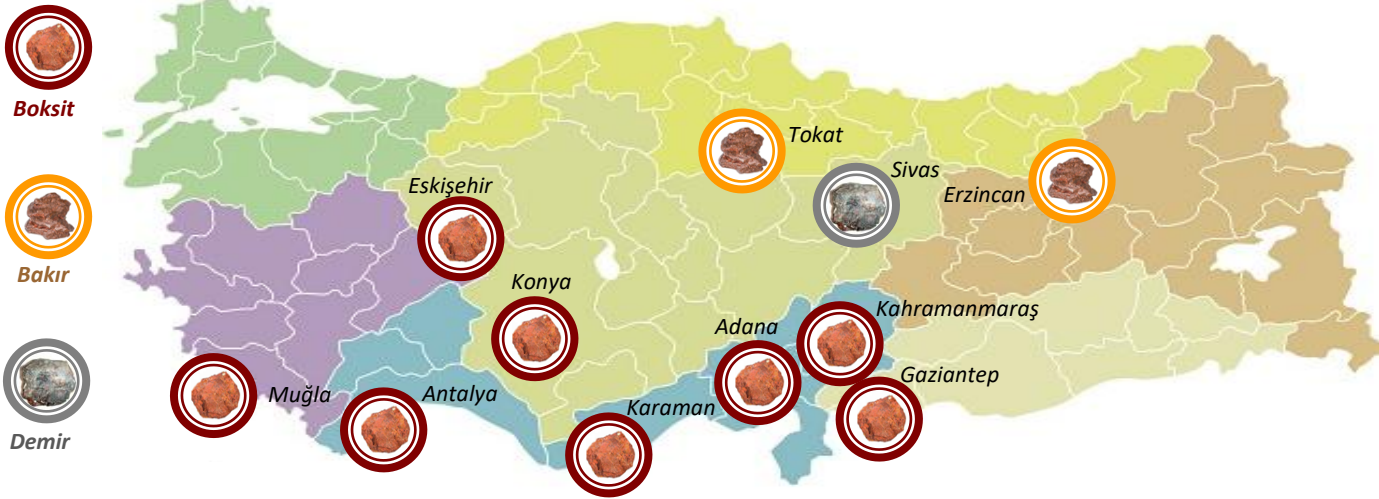 Boksit
Bakır
Demir
Tokat
Sivas
Eskişehir
Erzincan
Konya
Kahramanmaraş
Adana
Gaziantep
Muğla
Antalya
Karaman